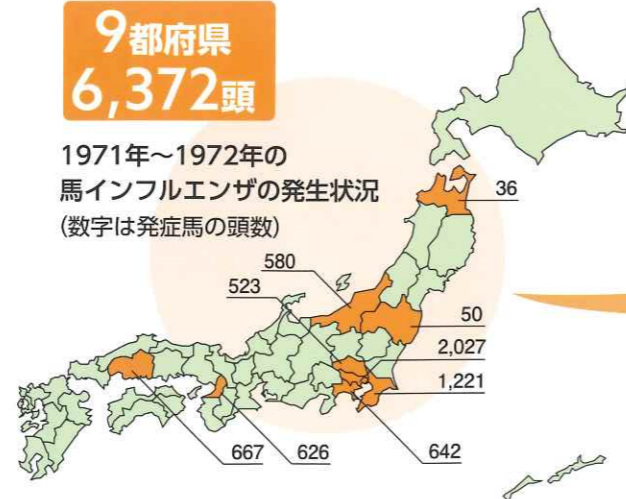 9都府県
6,372頭
1971年～1972年の
馬インフルエンザの発生状況
(数字は発症馬の頭数)
36
580
523
50
2,027
1,221
667
626
642